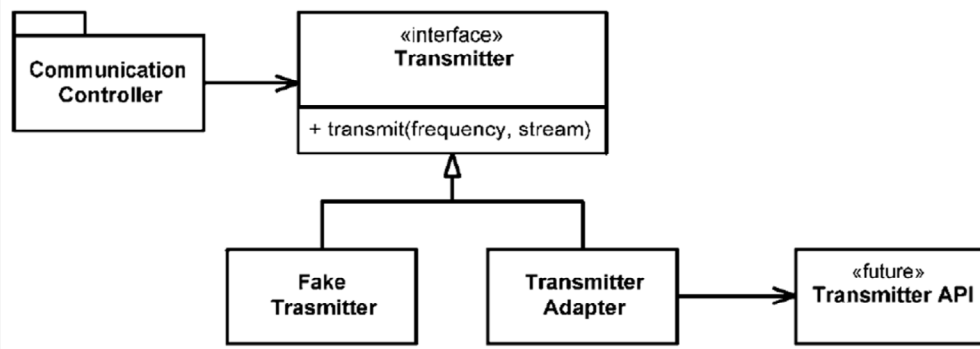 Communication
Controller
«interface»
Transmitter
+ transmit(frequency, stream)
Fake
Trasmitter
Transmitter
Adapter
«future»
Transmitter API